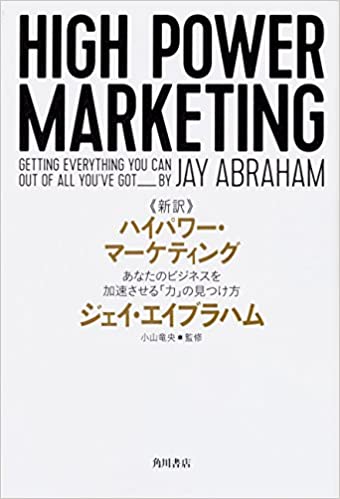 HIGH POWER
MARKETING
GETTING EVERYTHING YOU CAN
OUT OF ALL YOU'VE GOT___BY JAY ABRAHAM
《新訳》
ハイパワー・
マーケティング
あなたのビジネスを
加速させる「力」の見つけ方
ジェイ・エイブラハム
小山竜央●監修
角川書店